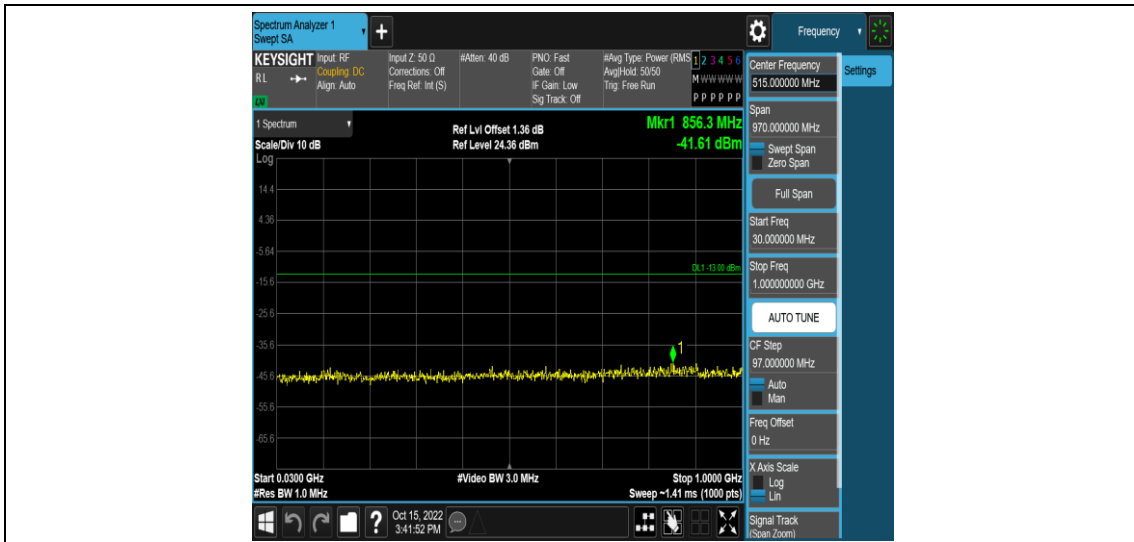 Spectrum Analyzer 1
Swept SA
+
Frequency
KEYSIGHT
RL
LXI
Input: RF
Coupling: DC
Align: Auto
Input Z: 50 Ω
Corrections: Off
Freq Ref: Int (S)
#Atten: 40 dB
PNO: Fast
Gate: Off
IF Gain: Low
Sig Track: Off
#Avg Type: Power (RMS
Avg|Hold: 50/50
Trig: Free Run
1 2 3 4 5 6
M W W W W W
P P P P P P
1 Spectrum
Scale/Div 10 dB
Log
Ref Lvl Offset 1.36 dB
Ref Level 24.36 dBm
Mkr1 856.3 MHz
-41.61 dBm
14.4
4.36
-5.64
DL1 -13.00 dBm
-15.6
-25.6
-35.6
1
-45.6
-55.6
-65.6
Start 0.0300 GHz
#Res BW 1.0 MHz
#Video BW 3.0 MHz
Stop 1.0000 GHz
Sweep ~1.41 ms (1000 pts)
?
Oct 15, 2022
3:41:52 PM
Center Frequency
515.000000 MHz
Settings
Span
970.000000 MHz
Swept Span
Zero Span
Full Span
Start Freq
30.000000 MHz
Stop Freq
1.000000000 GHz
AUTO TUNE
CF Step
97.000000 MHz
Auto
Man
Freq Offset
0 Hz
X Axis Scale
Log
Lin
Signal Track
(Span Zoom)